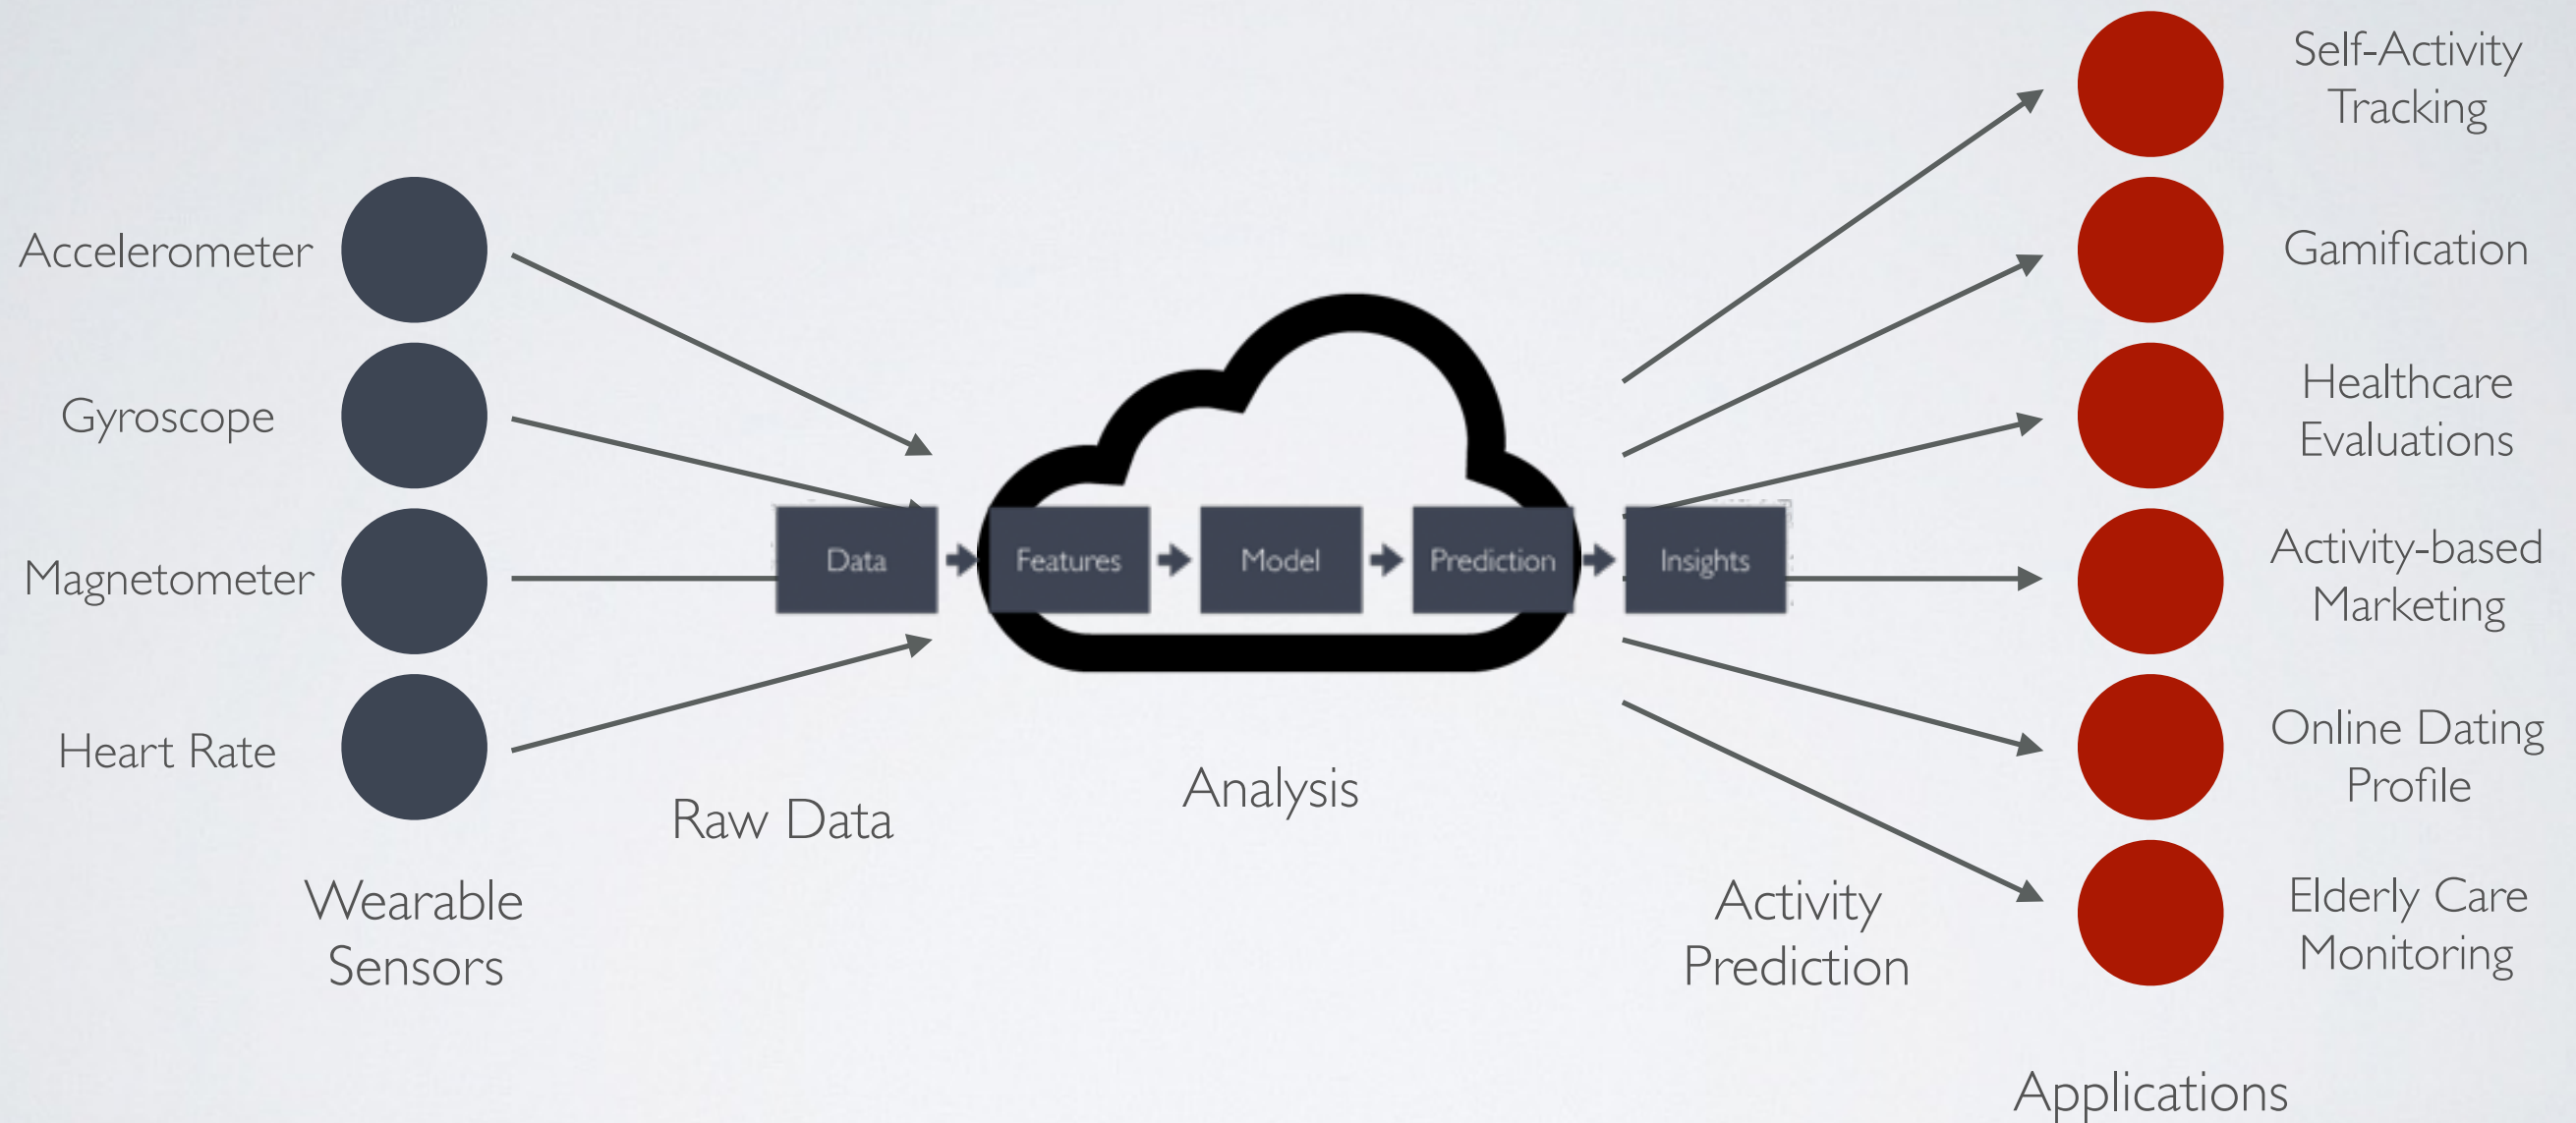 Accelerometer
Gyroscope
Magnetometer
Heart Rate
Wearable
Sensors
Raw Data
Data
Features
Model
Prediction
Insights
Analysis
Activity
Prediction
Self-Activity
Tracking
Gamification
Healthcare
Evaluations
Activity-based
Marketing
Online Dating
Profile
Elderly Care
Monitoring
Applications